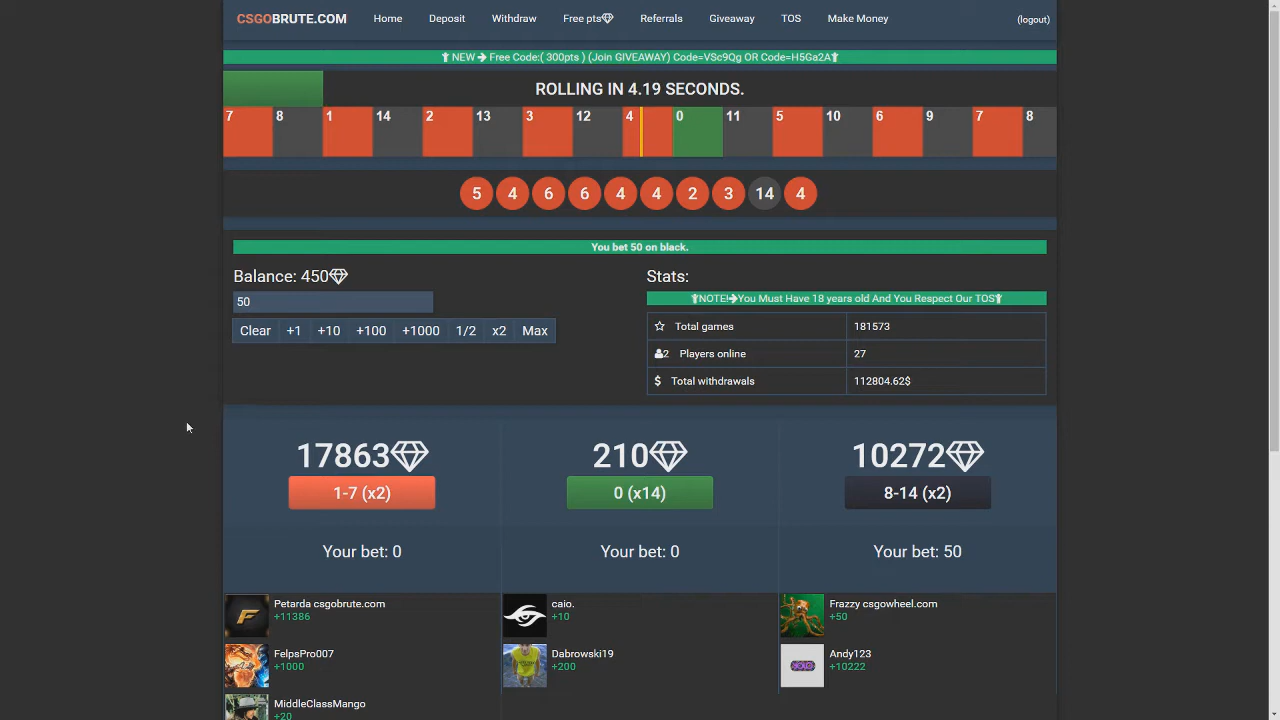 CSGOBRUTE.COM Home Deposit Withdraw Free pts Referrals Giveaway TOS Make Money (logout)
NEW Free Code:( 300pts ) (Join GIVEAWAY) Code=VSc9Qg OR Code=H5Ga2A
ROLLING IN 4.19 SECONDS.
7 8 1 14 2 13 3 12 4 0 11 5 10 6 9 7 8
5 4 6 6 4 4 2 3 14 4
You bet 50 on black.
Balance: 450
50
Clear +1 +10 +100 +1000 1/2 x2 Max
Stats:
NOTE! You Must Have 18 years old And You Respect Our TOS
Total games 181573
2 Players online 27
$ Total withdrawals 112804.62$
17863 210 10272
1-7 (x2) 0 (x14) 8-14 (x2)
Your bet: 0 Your bet: 0 Your bet: 50
Petarda csgobrute.com
+11386
FelpsPro007
+1000
MiddleClassMango
+20
caio.
+10
Dabrowski19
+200
Frazzy csgowheel.com
+50
Andy123
+10222